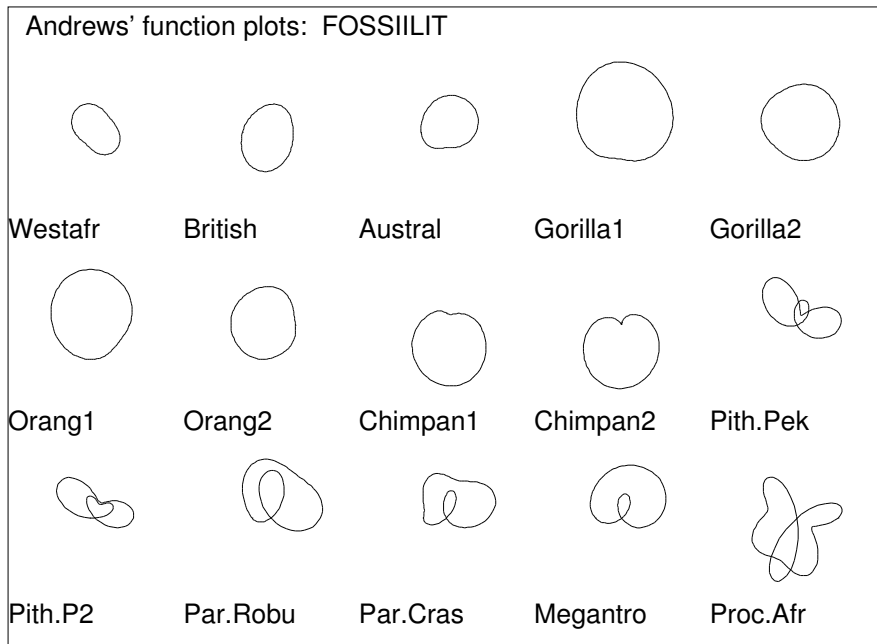 Andrews’ function plots: FOSSIILIT
Westafr British Austral Gorilla1 Gorilla2
Orang1 Orang2 Chimpan1 Chimpan2 Pith.Pek
Pith.P2 Par.Robu Par.Cras Megantro Proc.Afr